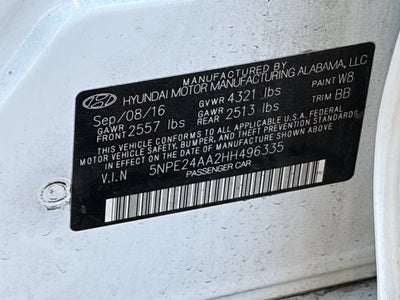 MANUFACTURED BY
HYUNDAI MOTOR MANUFACTURING ALABAMA, LLC
Sep/08/16 GVWR 4321 lbs PAINT W8
GAWR FRONT 2557 lbs GAWR REAR 2513 lbs TRIM BB
THIS VEHICLE CONFORMS TO ALL APPLICABLE U.S.A. FEDERAL
MOTOR VEHICLE SAFETY, BUMPER, AND THEFT PREVENTION
STANDARDS IN EFFECT ON THE DATE OF MANUFACTURE
SHOWN ABOVE.
V.I.N 5NPE24AA2HH496335
PASSENGER CAR